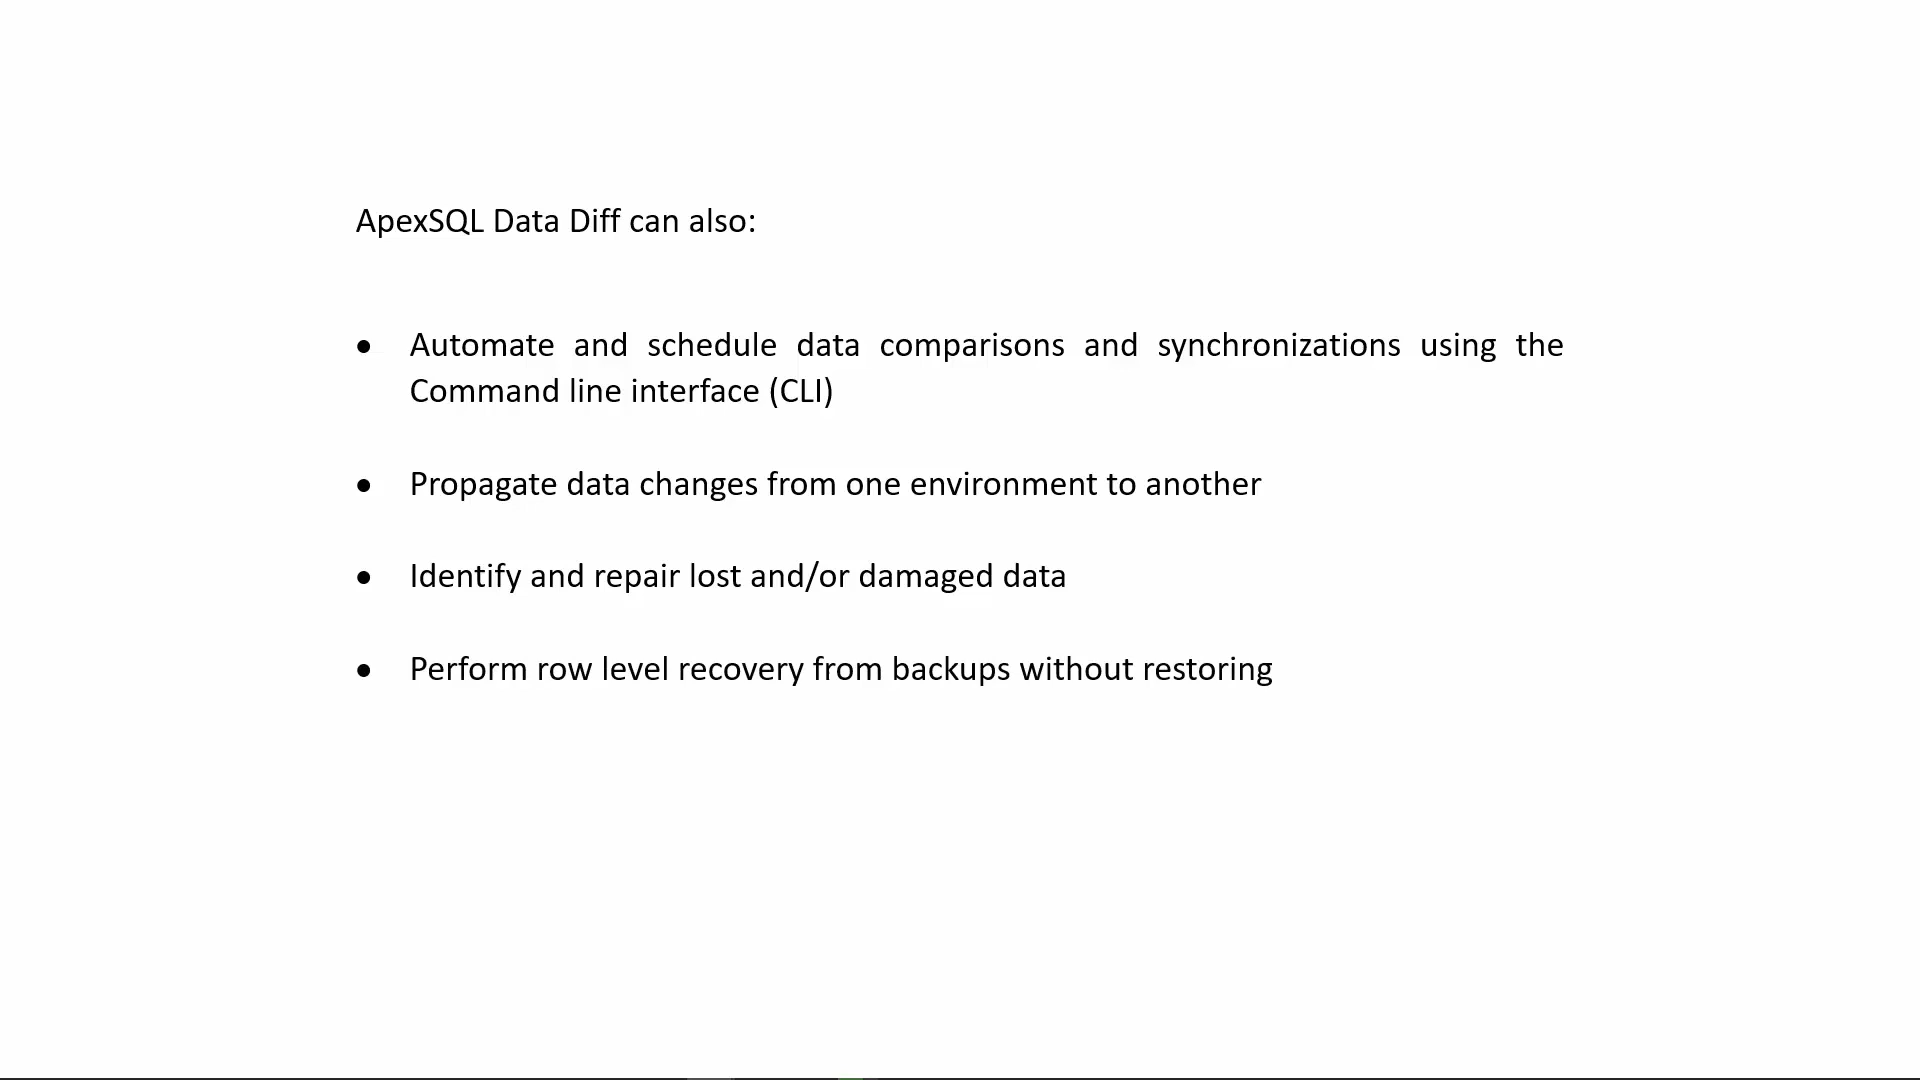 ApexSQL Data Diff can also:
● Automate and schedule data comparisons and synchronizations using the
Command line interface (CLI)
● Propagate data changes from one environment to another
● Identify and repair lost and/or damaged data
● Perform row level recovery from backups without restoring